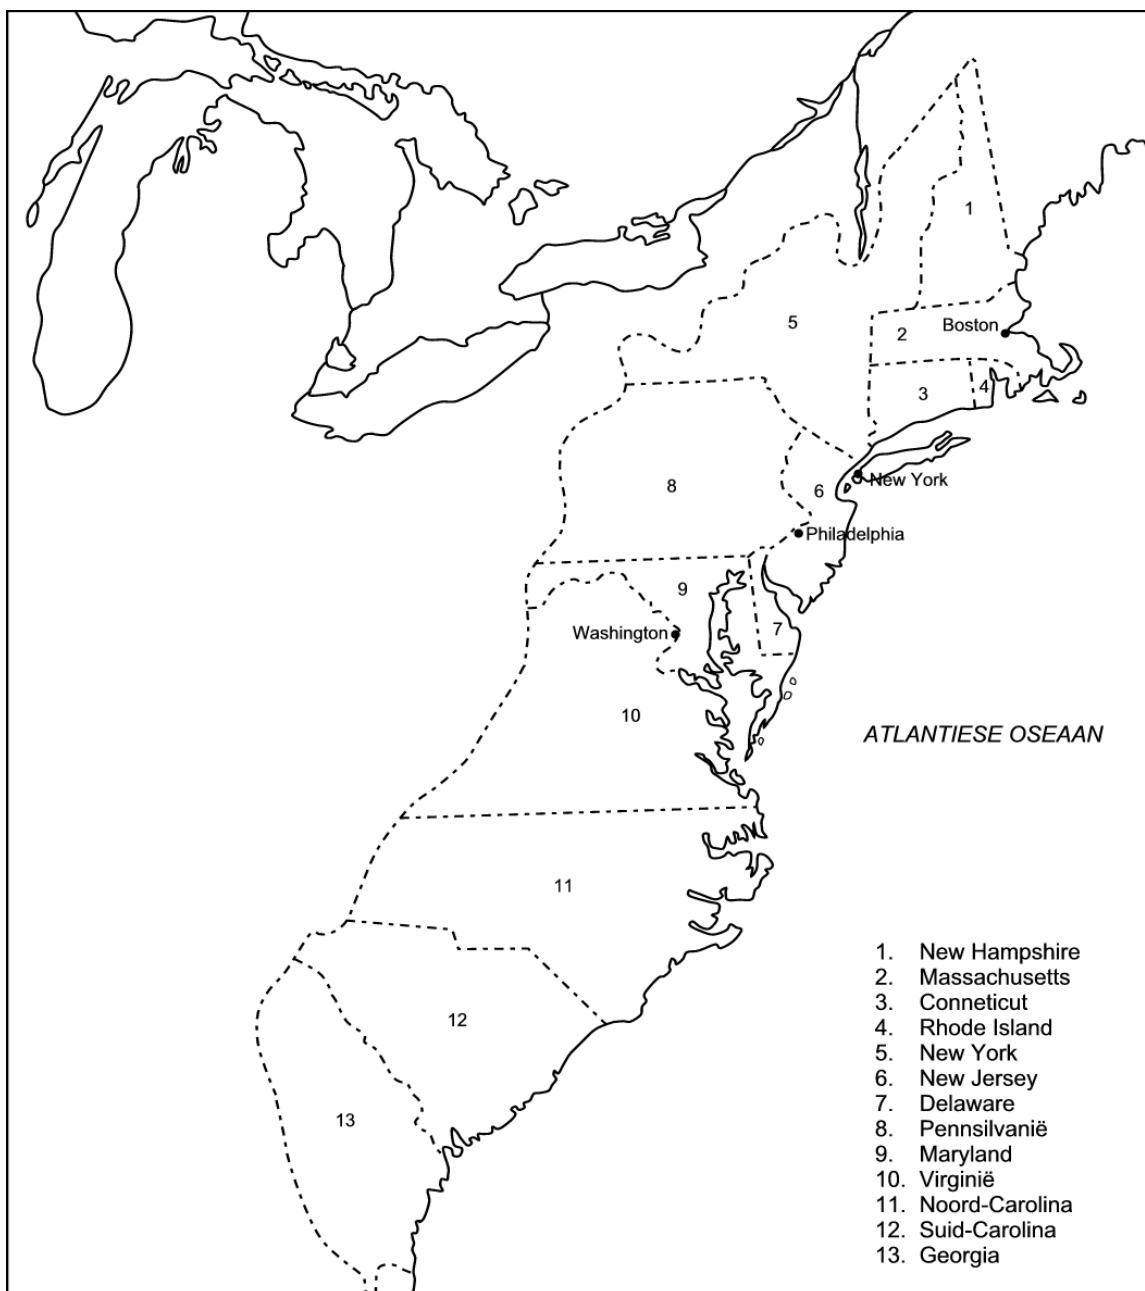 1
5
2
Boston
3
4
8
6
New York
Philadelphia
9
7
Washington
10
ATLANTIESE OSEAAN
11
12
13
1. New Hampshire
2. Massachusetts
3. Conneticut
4. Rhode Island
5. New York
6. New Jersey
7. Delaware
8. Pennsilvanië
9. Maryland
10. Virginië
11. Noord-Carolina
12. Suid-Carolina
13. Georgia